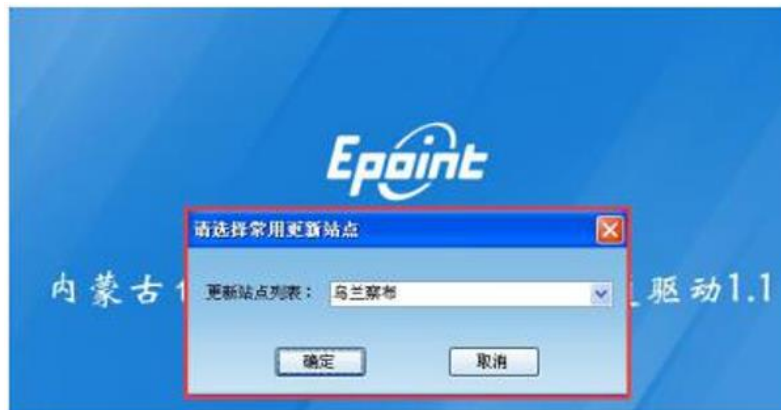 Epoint
请选择常用更新站点
内蒙古
更新站点列表： 乌兰察布
驱动1.1
确定 取消